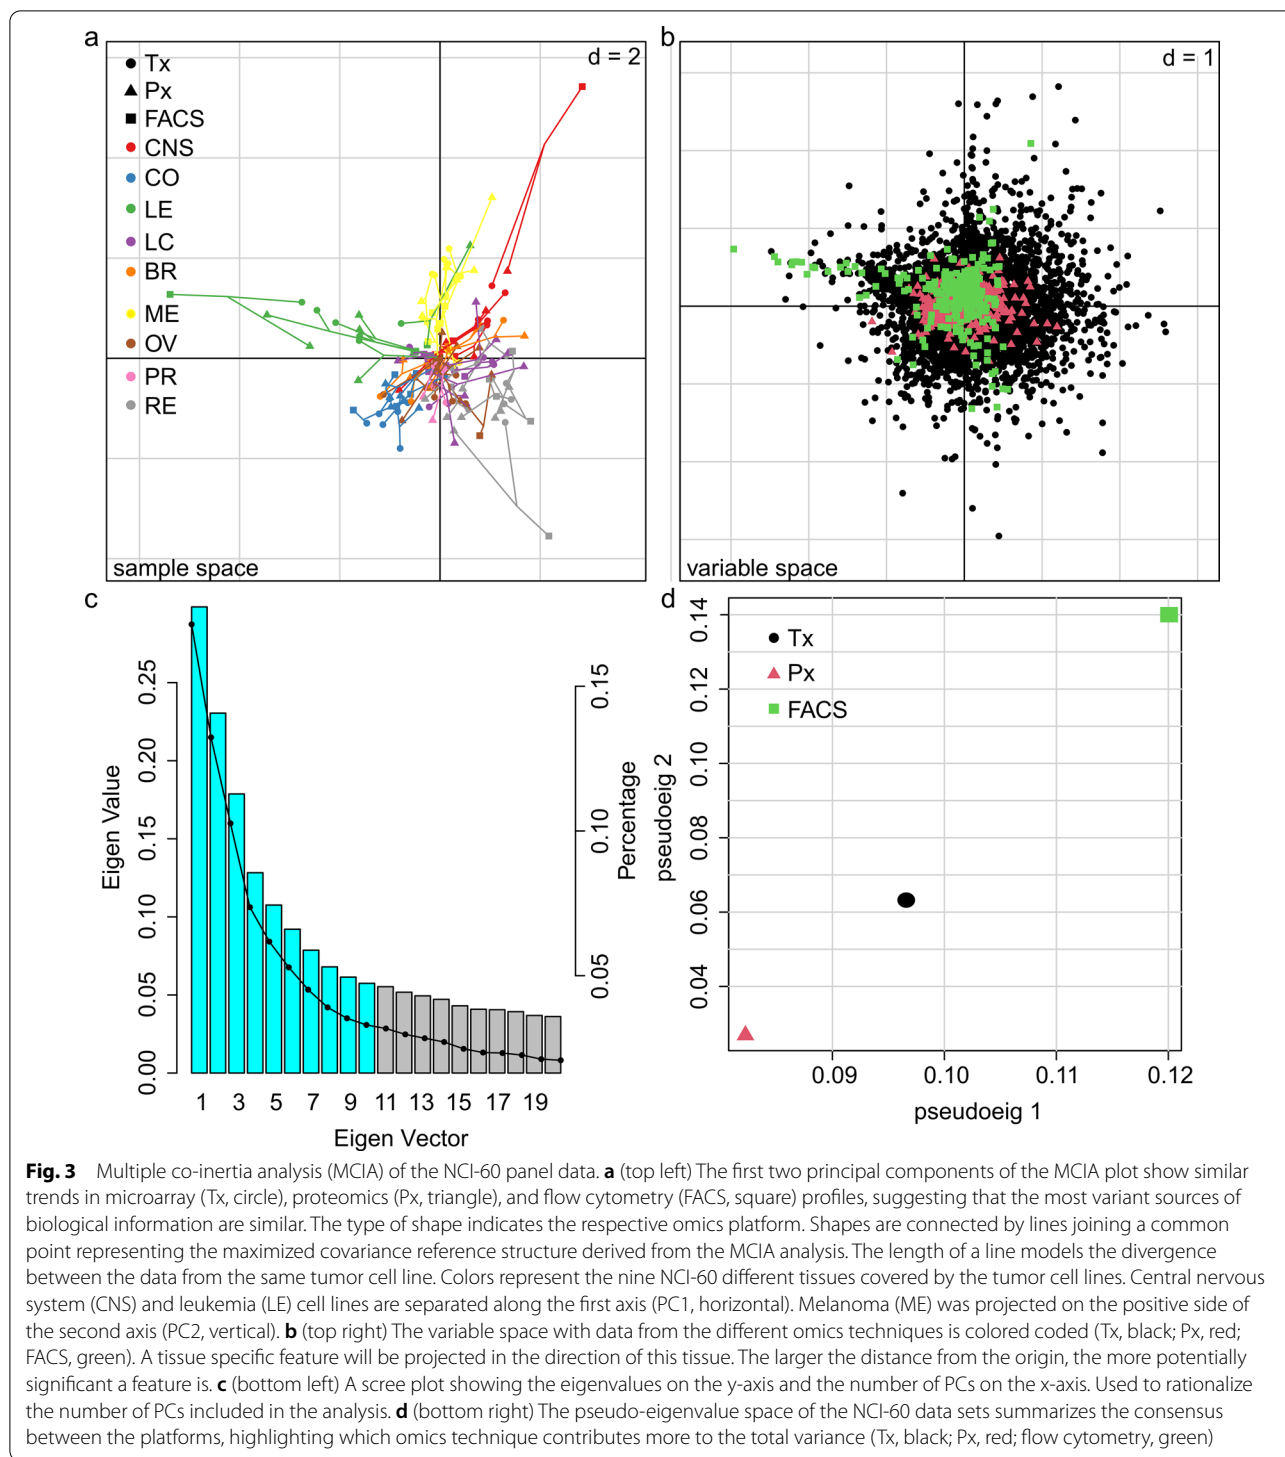 a
d = 2
Tx
Px
FACS
CNS
CO
LE
LC
BR
ME
OV
PR
RE
sample space
b
d = 1
variable space
c
Eigen Value
0.25
0.20
0.15
0.10
0.05
0.00
0.15
0.10
0.05
Percentage
1 3 5 7 9 11 13 15 17 19
Eigen Vector
d
pseudoeig 2
0.14
0.12
0.10
0.08
0.06
0.04
Tx
Px
FACS
0.09 0.10 0.11 0.12
pseudoeig 1
Fig. 3 Multiple co-inertia analysis (MCIA) of the NCI-60 panel data. a (top left) The first two principal components of the MCIA plot show similar
trends in microarray (Tx, circle), proteomics (Px, triangle), and flow cytometry (FACS, square) profiles, suggesting that the most variant sources of
biological information are similar. The type of shape indicates the respective omics platform. Shapes are connected by lines joining a common
point representing the maximized covariance reference structure derived from the MCIA analysis. The length of a line models the divergence
between the data from the same tumor cell line. Colors represent the nine NCI-60 different tissues covered by the tumor cell lines. Central nervous
system (CNS) and leukemia (LE) cell lines are separated along the first axis (PC1, horizontal). Melanoma (ME) was projected on the positive side of
the second axis (PC2, vertical). b (top right) The variable space with data from the different omics techniques is colored coded (Tx, black; Px, red;
FACS, green). A tissue specific feature will be projected in the direction of this tissue. The larger the distance from the origin, the more potentially
significant a feature is. c (bottom left) A scree plot showing the eigenvalues on the y-axis and the number of PCs on the x-axis. Used to rationalize
the number of PCs included in the analysis. d (bottom right) The pseudo-eigenvalue space of the NCI-60 data sets summarizes the consensus
between the platforms, highlighting which omics technique contributes more to the total variance (Tx, black; Px, red; flow cytometry, green)